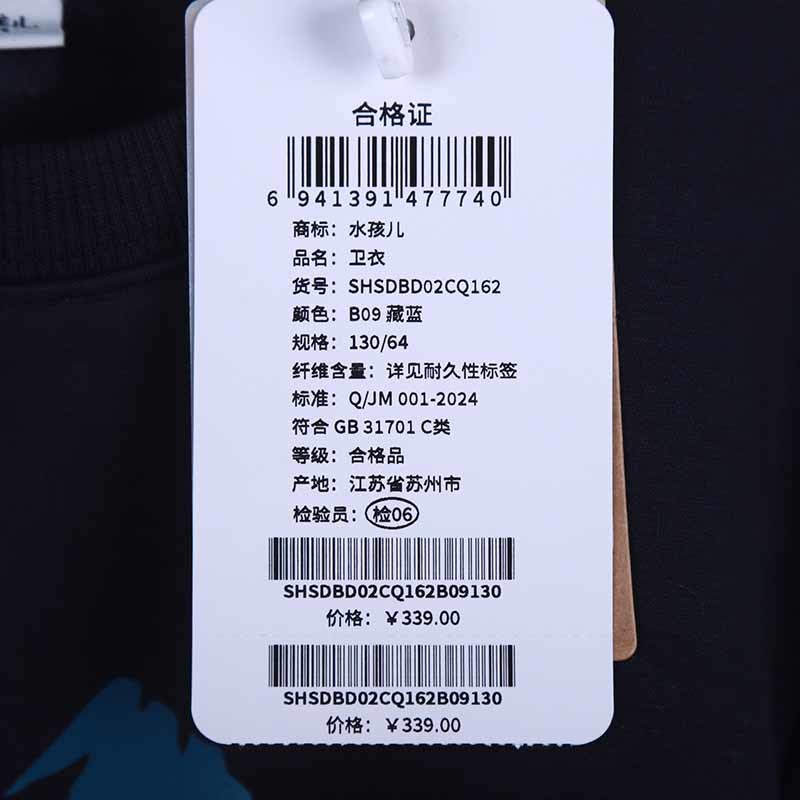 合格证
6 941391 477740
商标：水孩儿
品名：卫衣
货号：SHSDBD02CQ162
颜色：B09 藏蓝
规格：130/64
纤维含量：详见耐久性标签
标准：Q/JM 001-2024
符合 GB 31701 C类
等级：合格品
产地：江苏省苏州市
检验员：检06
SHSDBD02CQ162B09130
价格：￥339.00
SHSDBD02CQ162B09130
价格：￥339.00